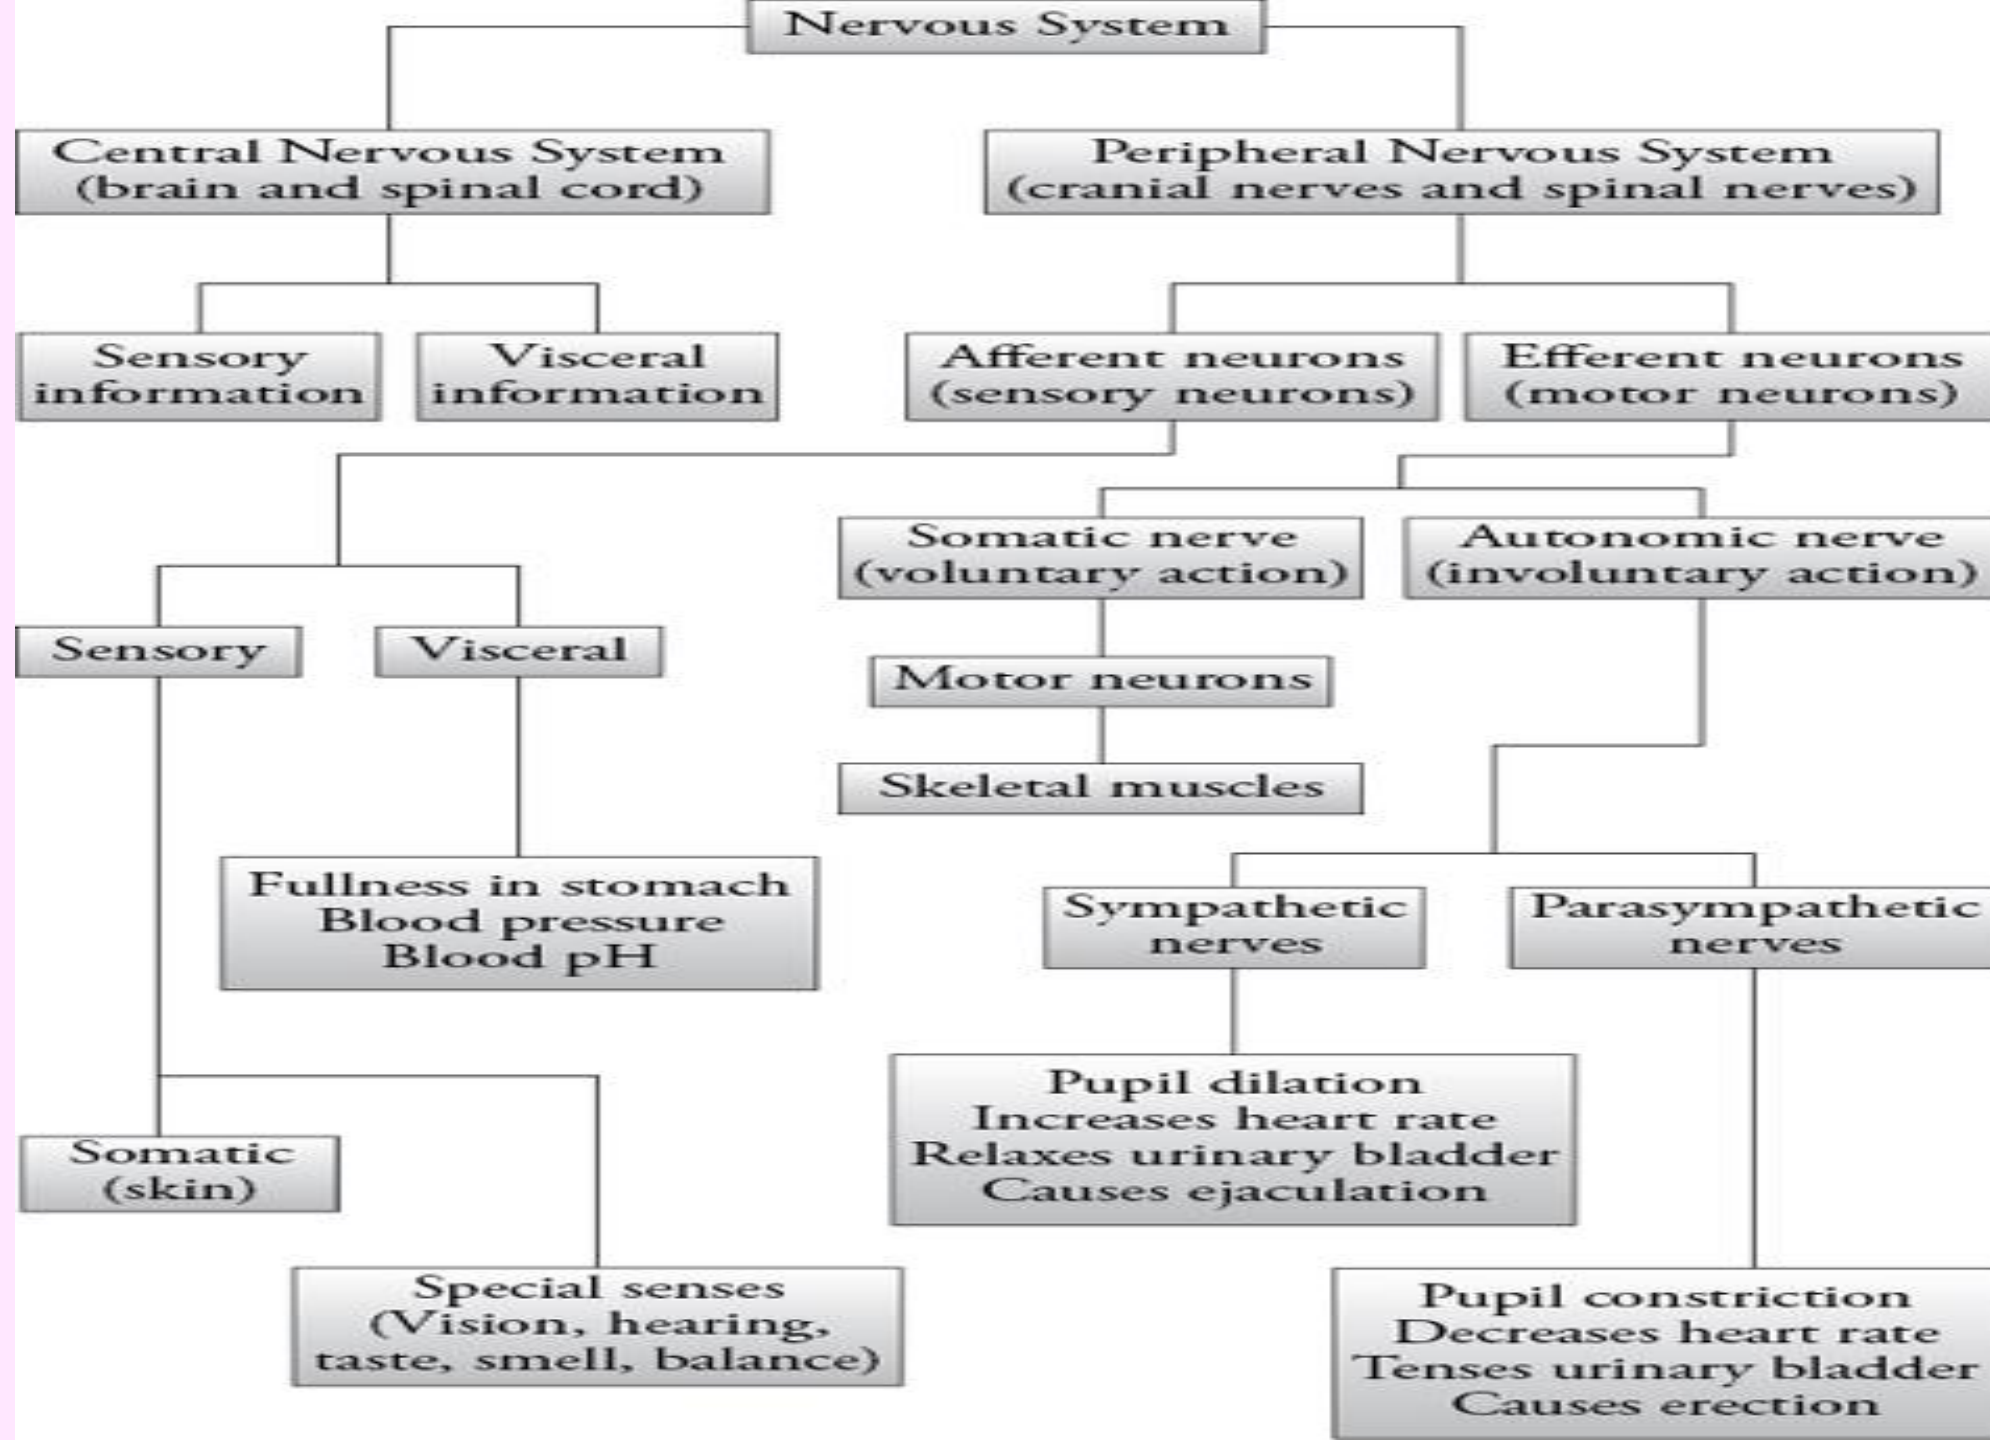 Nervous System
Central Nervous System
(brain and spinal cord)
Peripheral Nervous System
(cranial nerves and spinal nerves)
Sensory
information
Visceral
information
Afferent neurons
(sensory neurons)
Efferent neurons
(motor neurons)
Somatic nerve
(voluntary action)
Autonomic nerve
(involuntary action)
Sensory
Visceral
Motor neurons
Skeletal muscles
Fullness in stomach
Blood pressure
Blood pH
Sympathetic
nerves
Parasympathetic
nerves
Pupil dilation
Increases heart rate
Relaxes urinary bladder
Causes ejaculation
Somatic
(skin)
Special senses
(Vision, hearing,
taste, smell, balance)
Pupil constriction
Decreases heart rate
Tenses urinary bladder
Causes erection